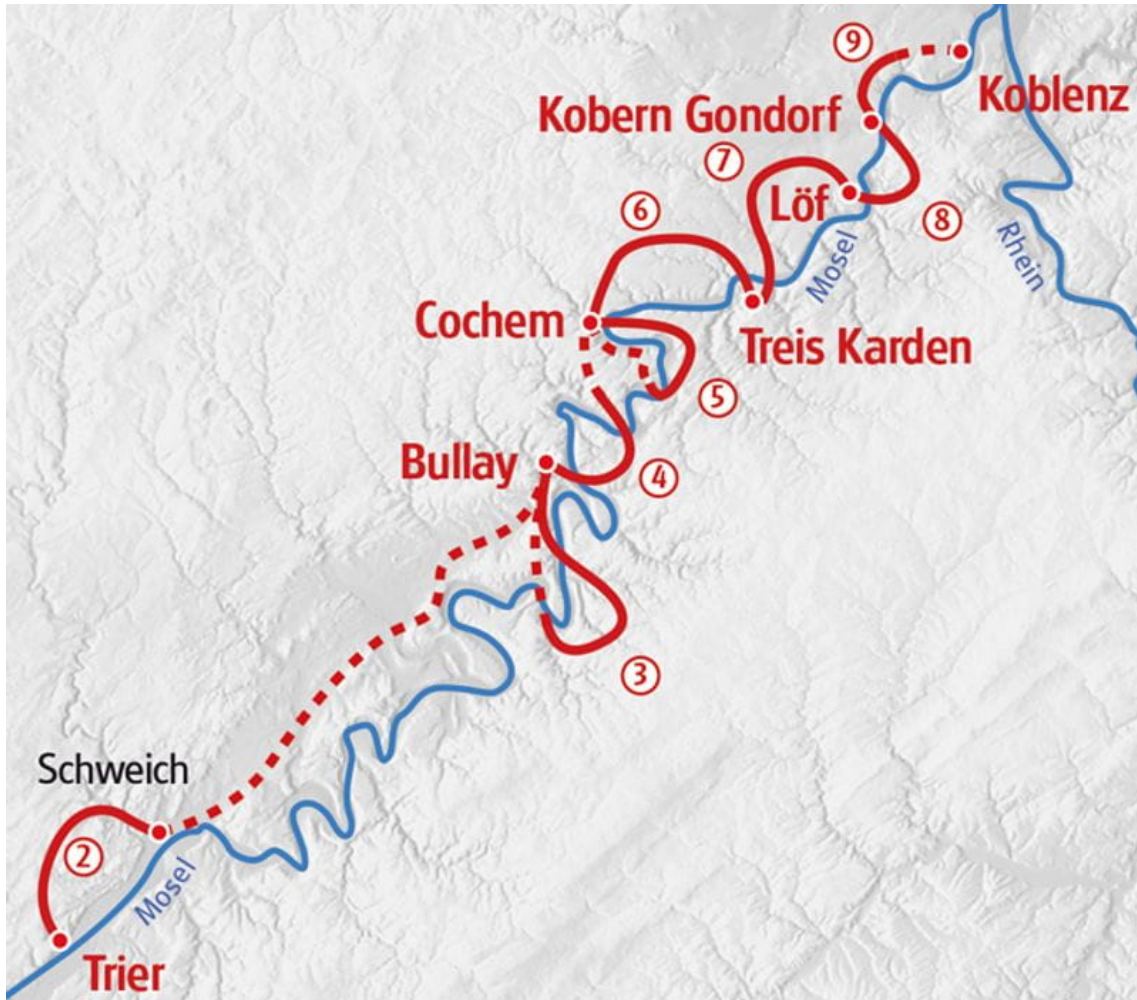 9
Koblenz
Kobern Gondorf
7
Löf
8
6
Mosel
Rhein
Cochem
Treis Karden
5
Bullay
4
3
Schweich
2
Mosel
Trier